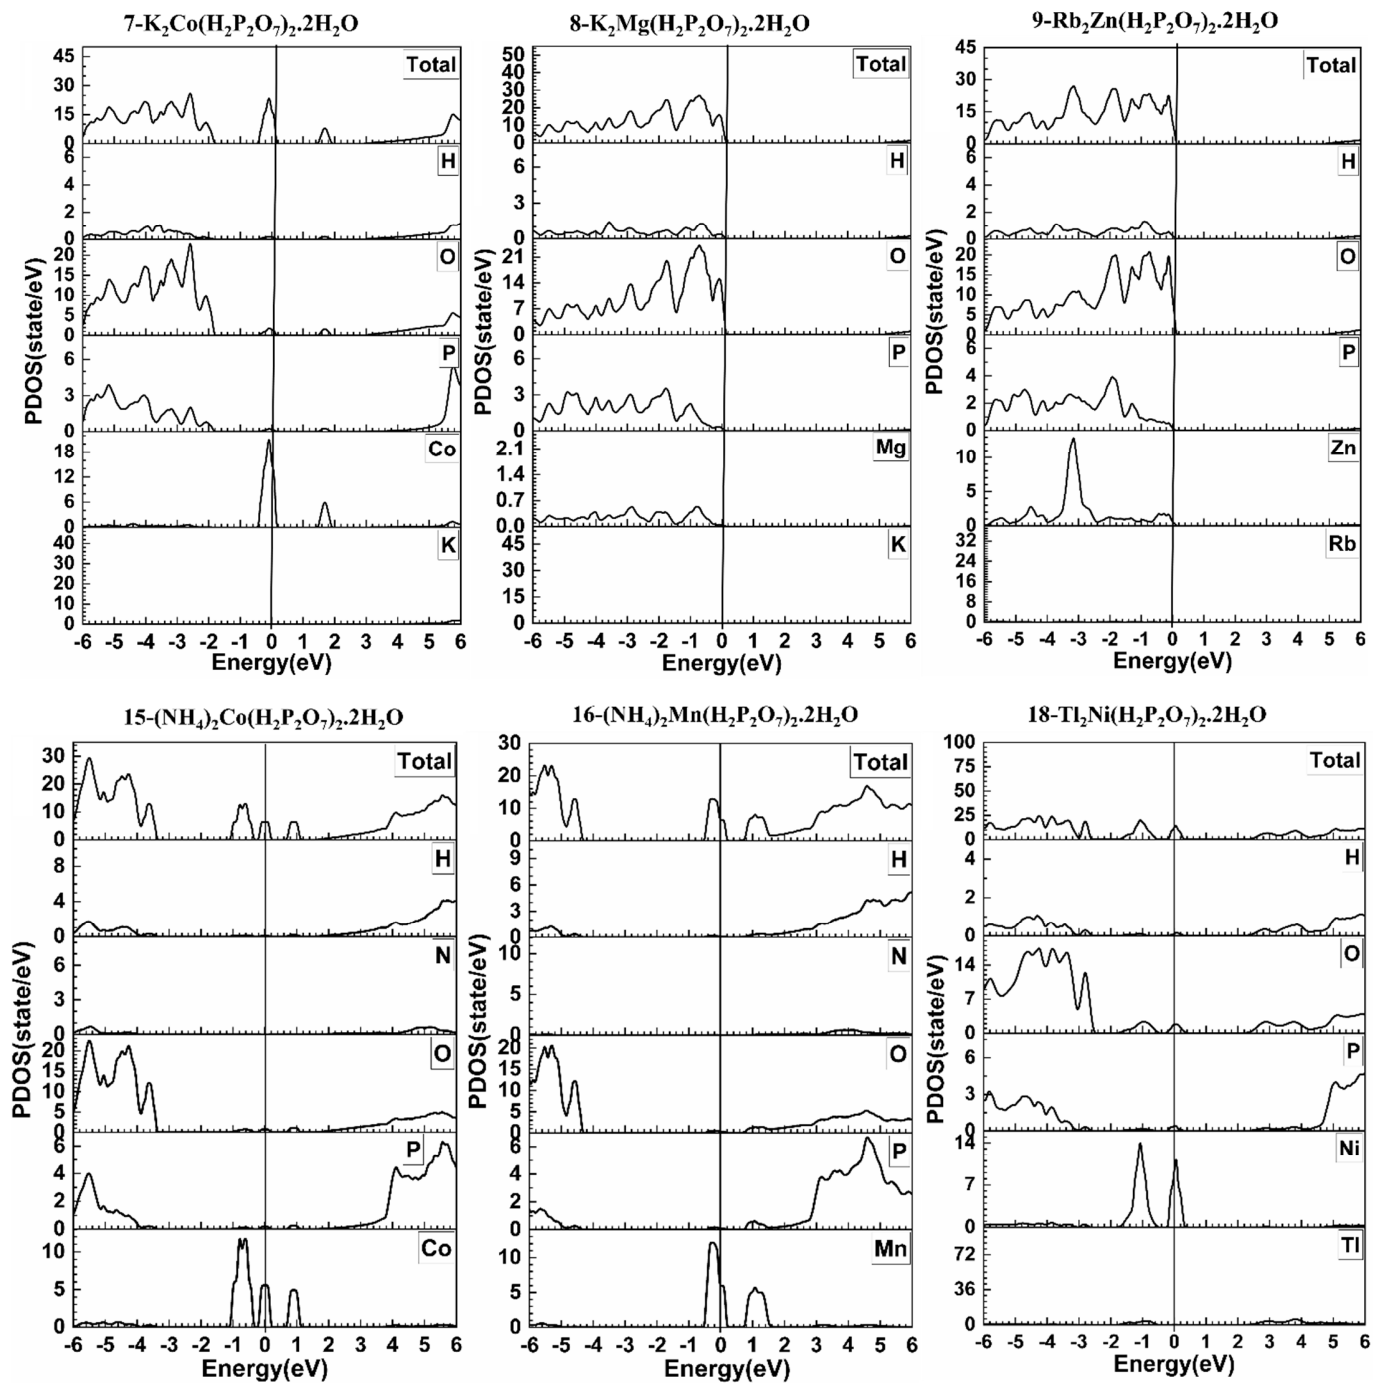 7-K₂Co(H₂P₂O₇)₂.2H₂O
45
30
15
0
Total
6
4
2
0
H
20
15
10
5
0
O
6
3
0
P
18
12
6
0
Co
40
30
20
10
0
K
-6 -5 -4 -3 -2 -1 0 1 2 3 4 5 6
Energy(eV)
PDOS(state/eV)
8-K₂Mg(H₂P₂O₇)₂.2H₂O
50
40
30
20
10
0
Total
6
3
0
H
21
14
7
0
O
6
3
0
P
2.1
1.4
0.7
0.0
Mg
45
30
15
0
K
-6 -5 -4 -3 -2 -1 0 1 2 3 4 5 6
Energy(eV)
PDOS(state/eV)
9-Rb₂Zn(H₂P₂O₇)₂.2H₂O
45
30
15
0
Total
6
4
2
0
H
20
15
10
5
0
O
6
4
2
0
P
10
5
0
Zn
32
24
16
8
0
Rb
-6 -5 -4 -3 -2 -1 0 1 2 3 4 5 6
Energy(eV)
PDOS(state/eV)
15-(NH₄)₂Co(H₂P₂O₇)₂.2H₂O
30
20
10
0
Total
8
4
0
H
6
3
0
N
20
15
10
5
0
O
6
4
2
0
P
10
5
0
Co
-6 -5 -4 -3 -2 -1 0 1 2 3 4 5 6
Energy(eV)
PDOS(state/eV)
16-(NH₄)₂Mn(H₂P₂O₇)₂.2H₂O
30
20
10
0
Total
9
6
3
0
H
10
5
0
N
20
15
10
5
0
O
6
4
2
0
P
10
5
0
Mn
-6 -5 -4 -3 -2 -1 0 1 2 3 4 5 6
Energy(eV)
PDOS(state/eV)
18-Tl₂Ni(H₂P₂O₇)₂.2H₂O
100
75
50
25
0
Total
4
2
0
H
14
7
0
O
6
3
0
P
14
7
0
Ni
72
36
0
Tl
-6 -5 -4 -3 -2 -1 0 1 2 3 4 5 6
Energy(eV)
PDOS(state/eV)